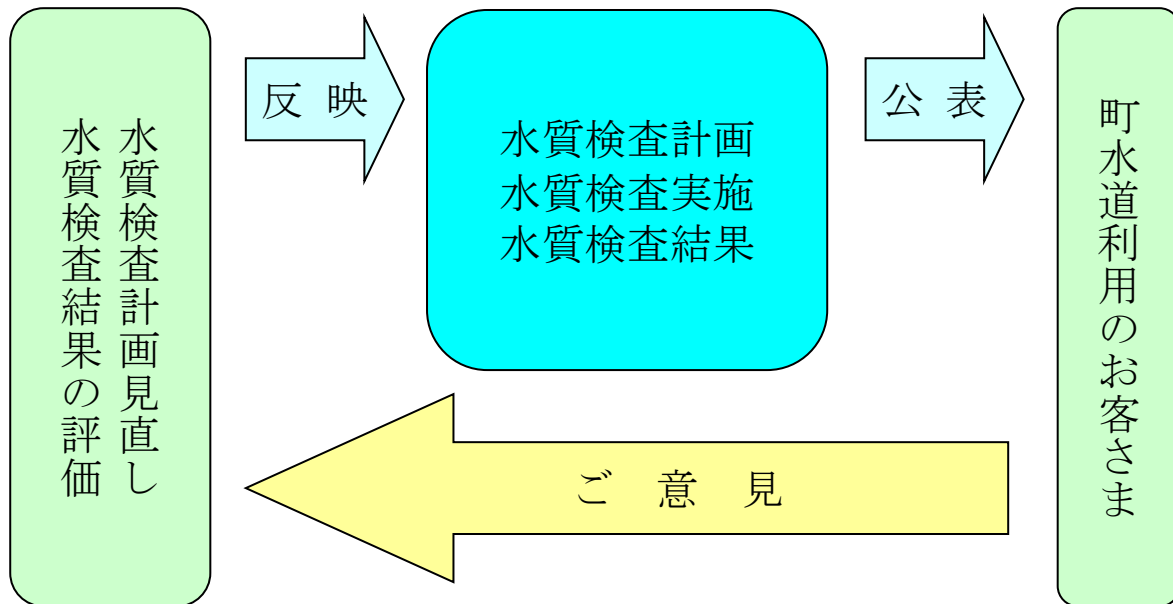 水質検査計画見直し
水質検査結果の評価
反映
水質検査計画
水質検査実施
水質検査結果
公表
町水道利用のお客さま
ご意見